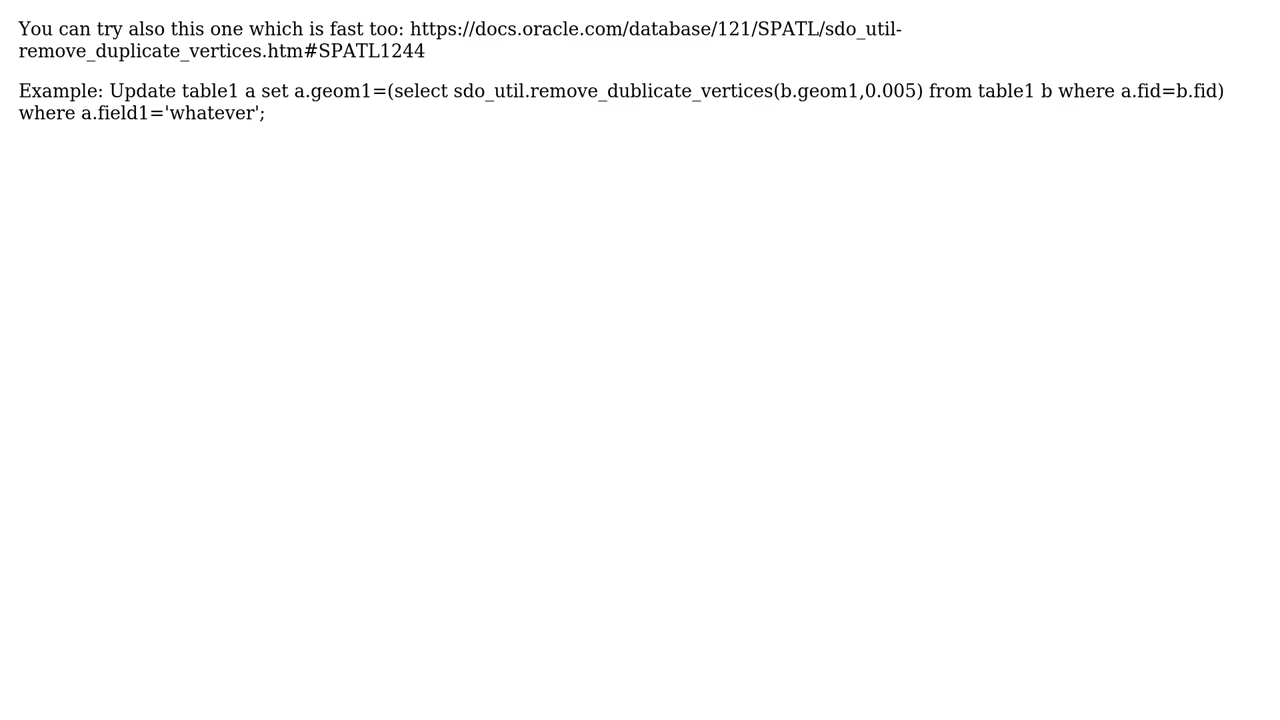 You can try also this one which is fast too: https://docs.oracle.com/database/121/SPATL/sdo_util-
remove_duplicate_vertices.htm#SPATL1244
Example: Update table1 a set a.geom1=(select sdo_util.remove_dublicate_vertices(b.geom1,0.005) from table1 b where a.fid=b.fid)
where a.field1='whatever';